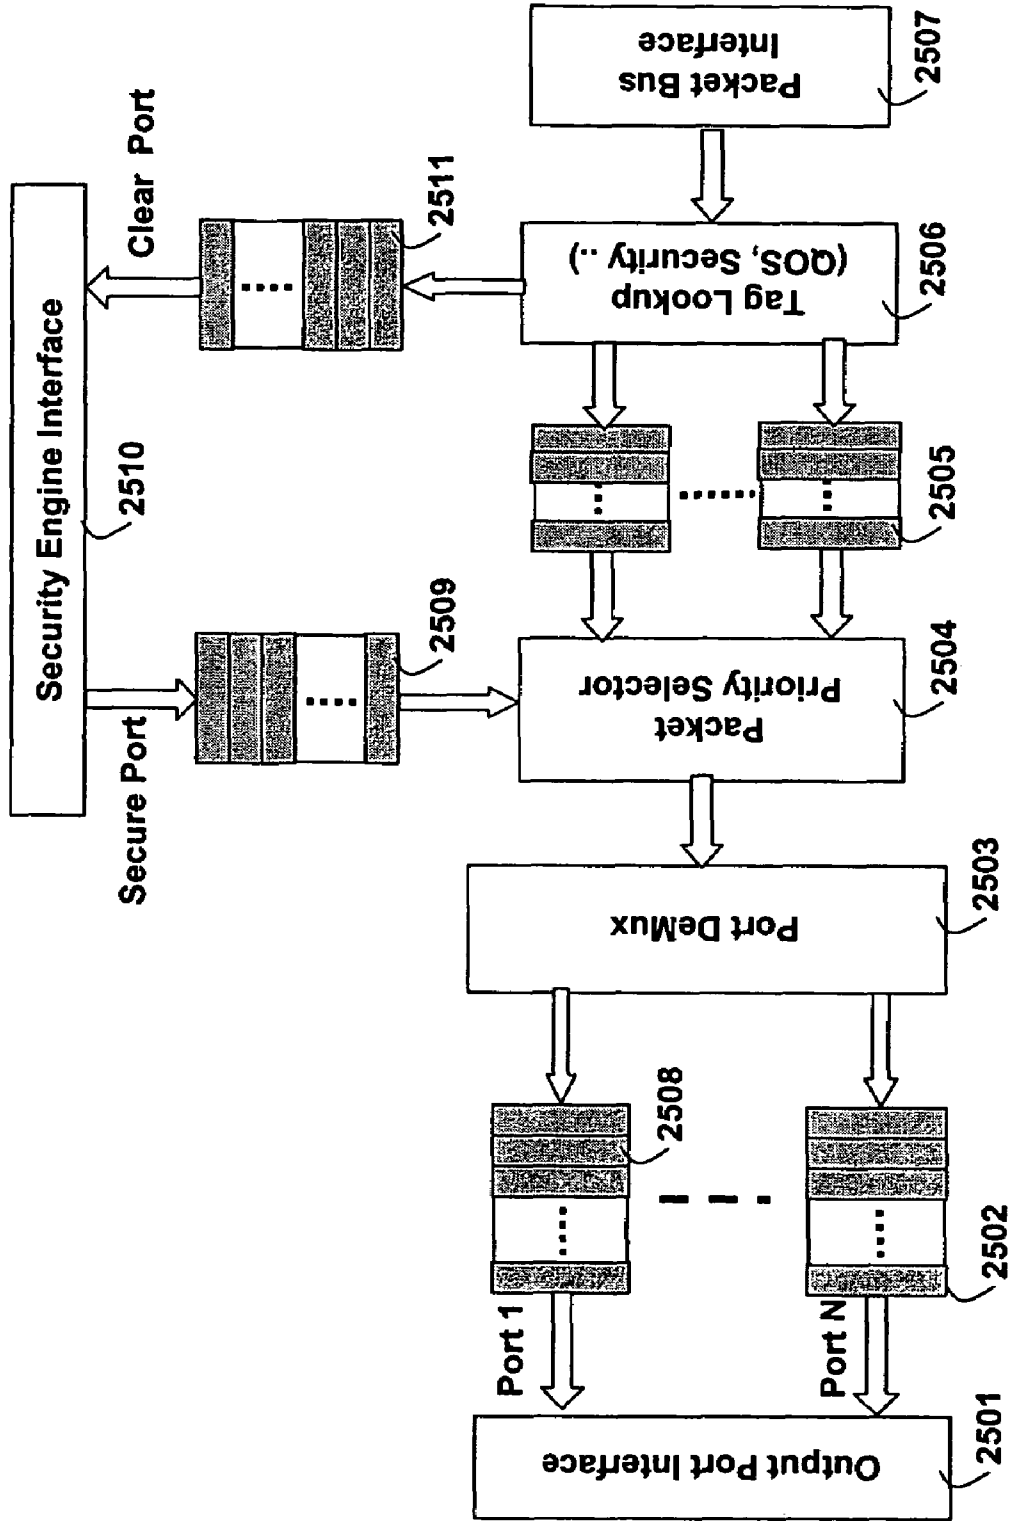 Security Engine Interface
2510
Secure Port
Clear Port
2509
2511
Packet Bus
Interface
2507
Tag Lookup
(QOS, Security ..)
2506
2505
Packet
Priority Selector
2504
Port DeMux
2503
2508
2502
Port 1
Port N
Output Port Interface
2501